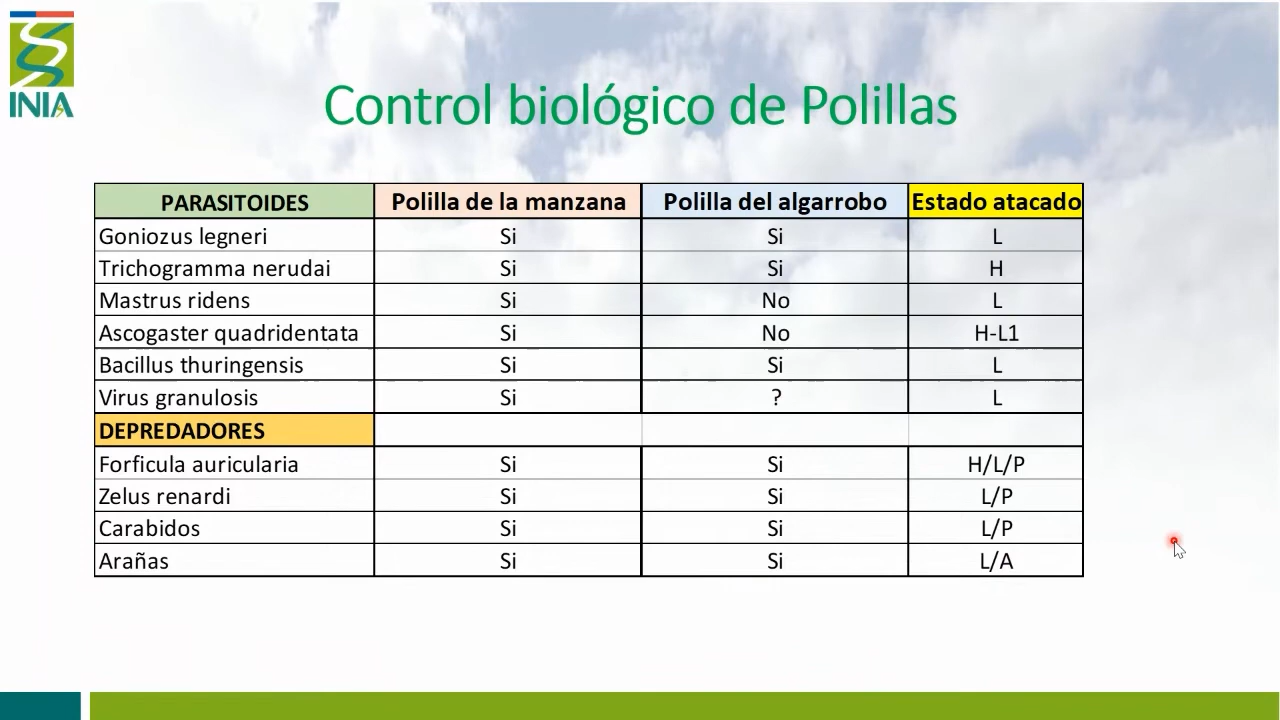 INIA
Control biológico de Polillas
PARASITOIDES Polilla de la manzana Polilla del algarrobo Estado atacado
Goniozus legneri Si Si L
Trichogramma nerudai Si Si H
Mastrus ridens Si No L
Ascogaster quadridentata Si No H-L1
Bacillus thuringensis Si Si L
Virus granulosis Si ? L
DEPREDADORES
Forficula auricularia Si Si H/L/P
Zelus renardi Si Si L/P
Carabidos Si Si L/P
Arañas Si Si L/A